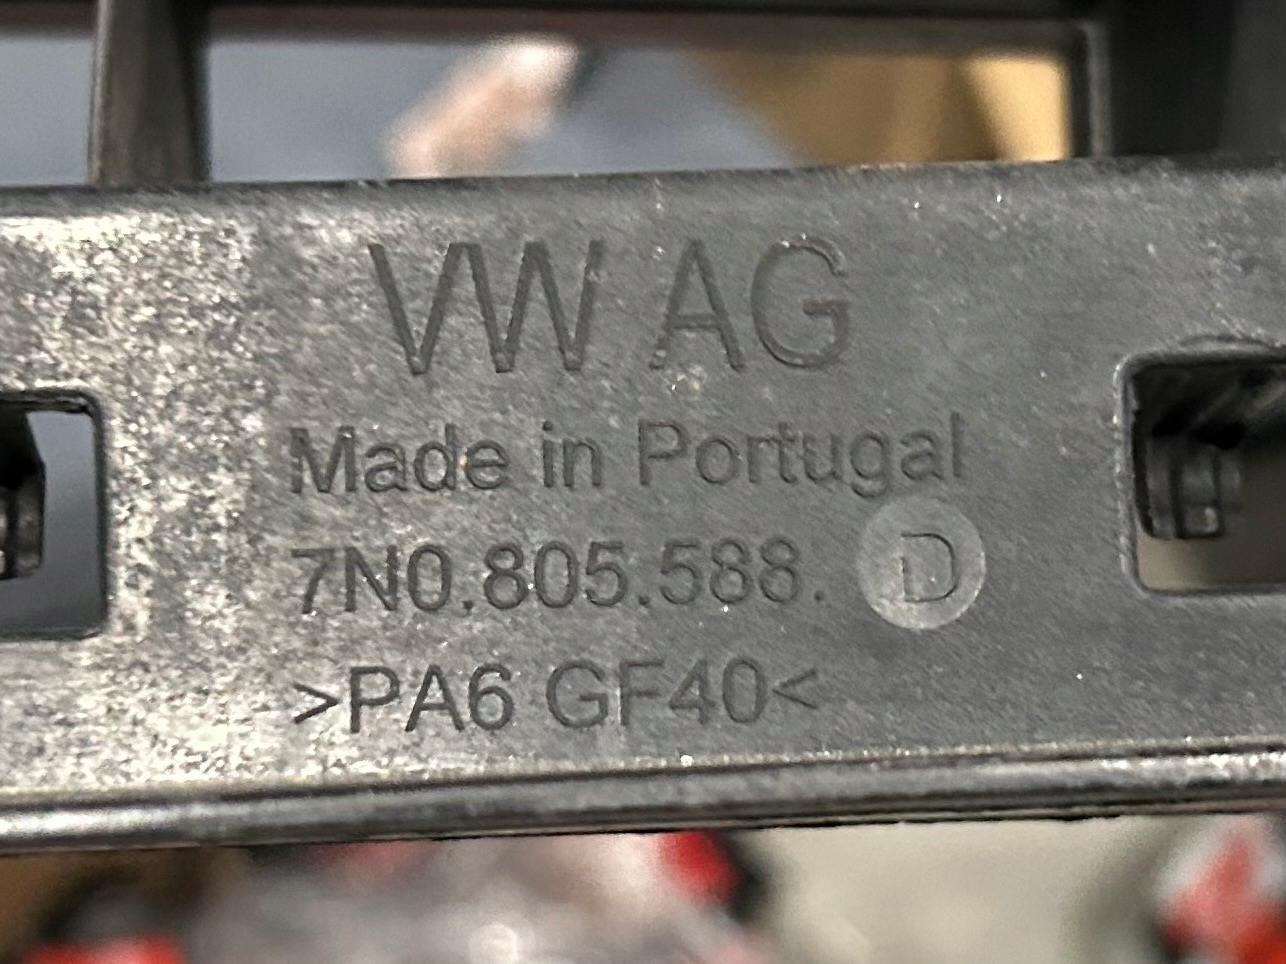 VW AG
Made in Portugal
7N0.805.588. D
>PA6 GF40<